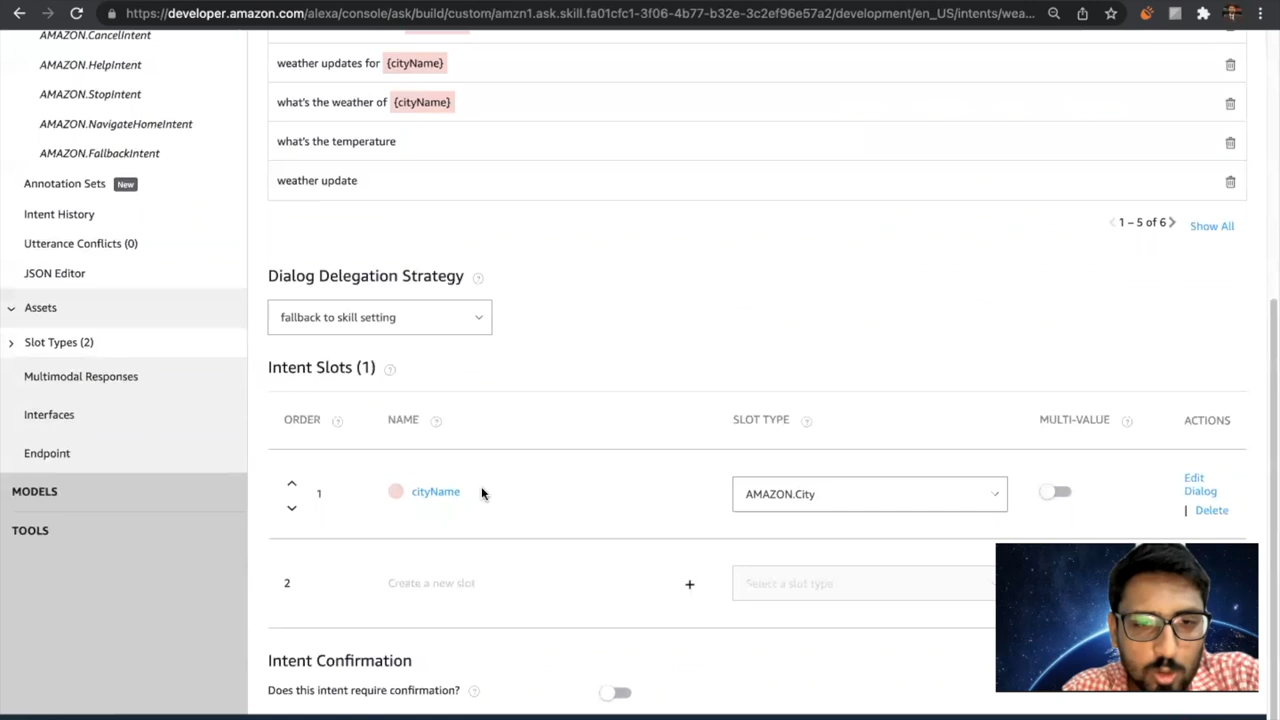 https://developer.amazon.com/alexa/console/ask/build/custom/amzn1.ask.skill.fa01cfc1-3f06-4b77-b32e-3c2ef96e57a2/development/en_US/intents/wea...
AMAZON.CancelIntent
AMAZON.HelpIntent
AMAZON.StopIntent
AMAZON.NavigateHomeIntent
AMAZON.FallbackIntent
Annotation Sets New
Intent History
Utterance Conflicts (0)
JSON Editor
Assets
Slot Types (2)
Multimodal Responses
Interfaces
Endpoint
MODELS
TOOLS
weather updates for {cityName}
what's the weather of {cityName}
what's the temperature
weather update
1 – 5 of 6 Show All
Dialog Delegation Strategy
fallback to skill setting
Intent Slots (1)
ORDER NAME SLOT TYPE MULTI-VALUE ACTIONS
1 cityName AMAZON.City Edit Dialog | Delete
2 Create a new slot + Select a slot type
Intent Confirmation
Does this intent require confirmation?